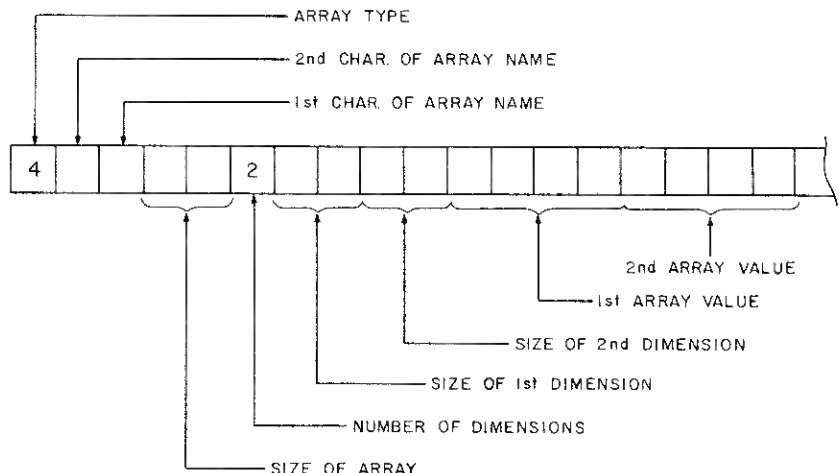 ARRAY TYPE
2nd CHAR. OF ARRAY NAME
1st CHAR. OF ARRAY NAME
4 2
2nd ARRAY VALUE
1st ARRAY VALUE
SIZE OF 2nd DIMENSION
SIZE OF 1st DIMENSION
NUMBER OF DIMENSIONS
SIZE OF ARRAY